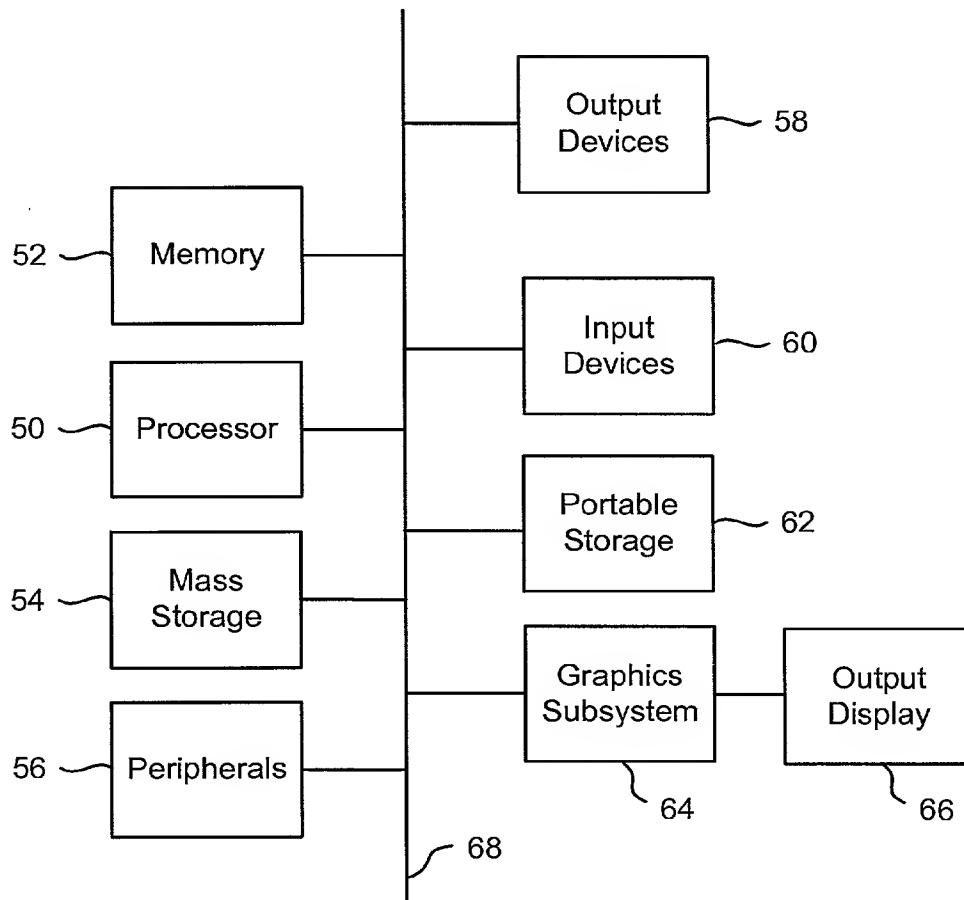 Output
Devices
58
52
Memory
Input
Devices
60
50
Processor
Portable
Storage
62
54
Mass
Storage
Graphics
Subsystem
Output
Display
56
Peripherals
64
66
68